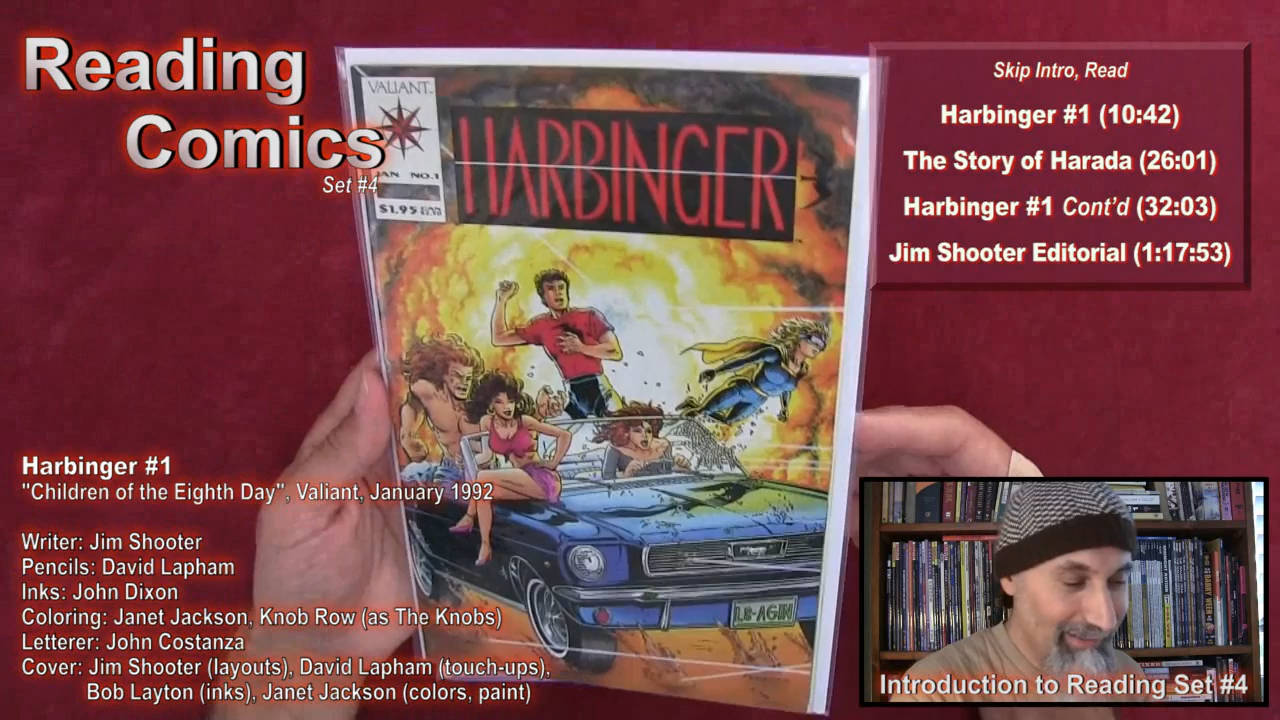 Reading
Comics
Set #4
Skip Intro, Read
Harbinger #1 (10:42)
The Story of Harada (26:01)
Harbinger #1 Cont'd (32:03)
Jim Shooter Editorial (1:17:53)
VALIANT
JAN NO.1
$1.95
HARBINGER
L8-AGIN
Harbinger #1
"Children of the Eighth Day", Valiant, January 1992
Writer: Jim Shooter
Pencils: David Lapham
Inks: John Dixon
Coloring: Janet Jackson, Knob Row (as The Knobs)
Letterer: John Costanza
Cover: Jim Shooter (layouts), David Lapham (touch-ups),
Bob Layton (inks), Janet Jackson (colors, paint)
Introduction to Reading Set #4